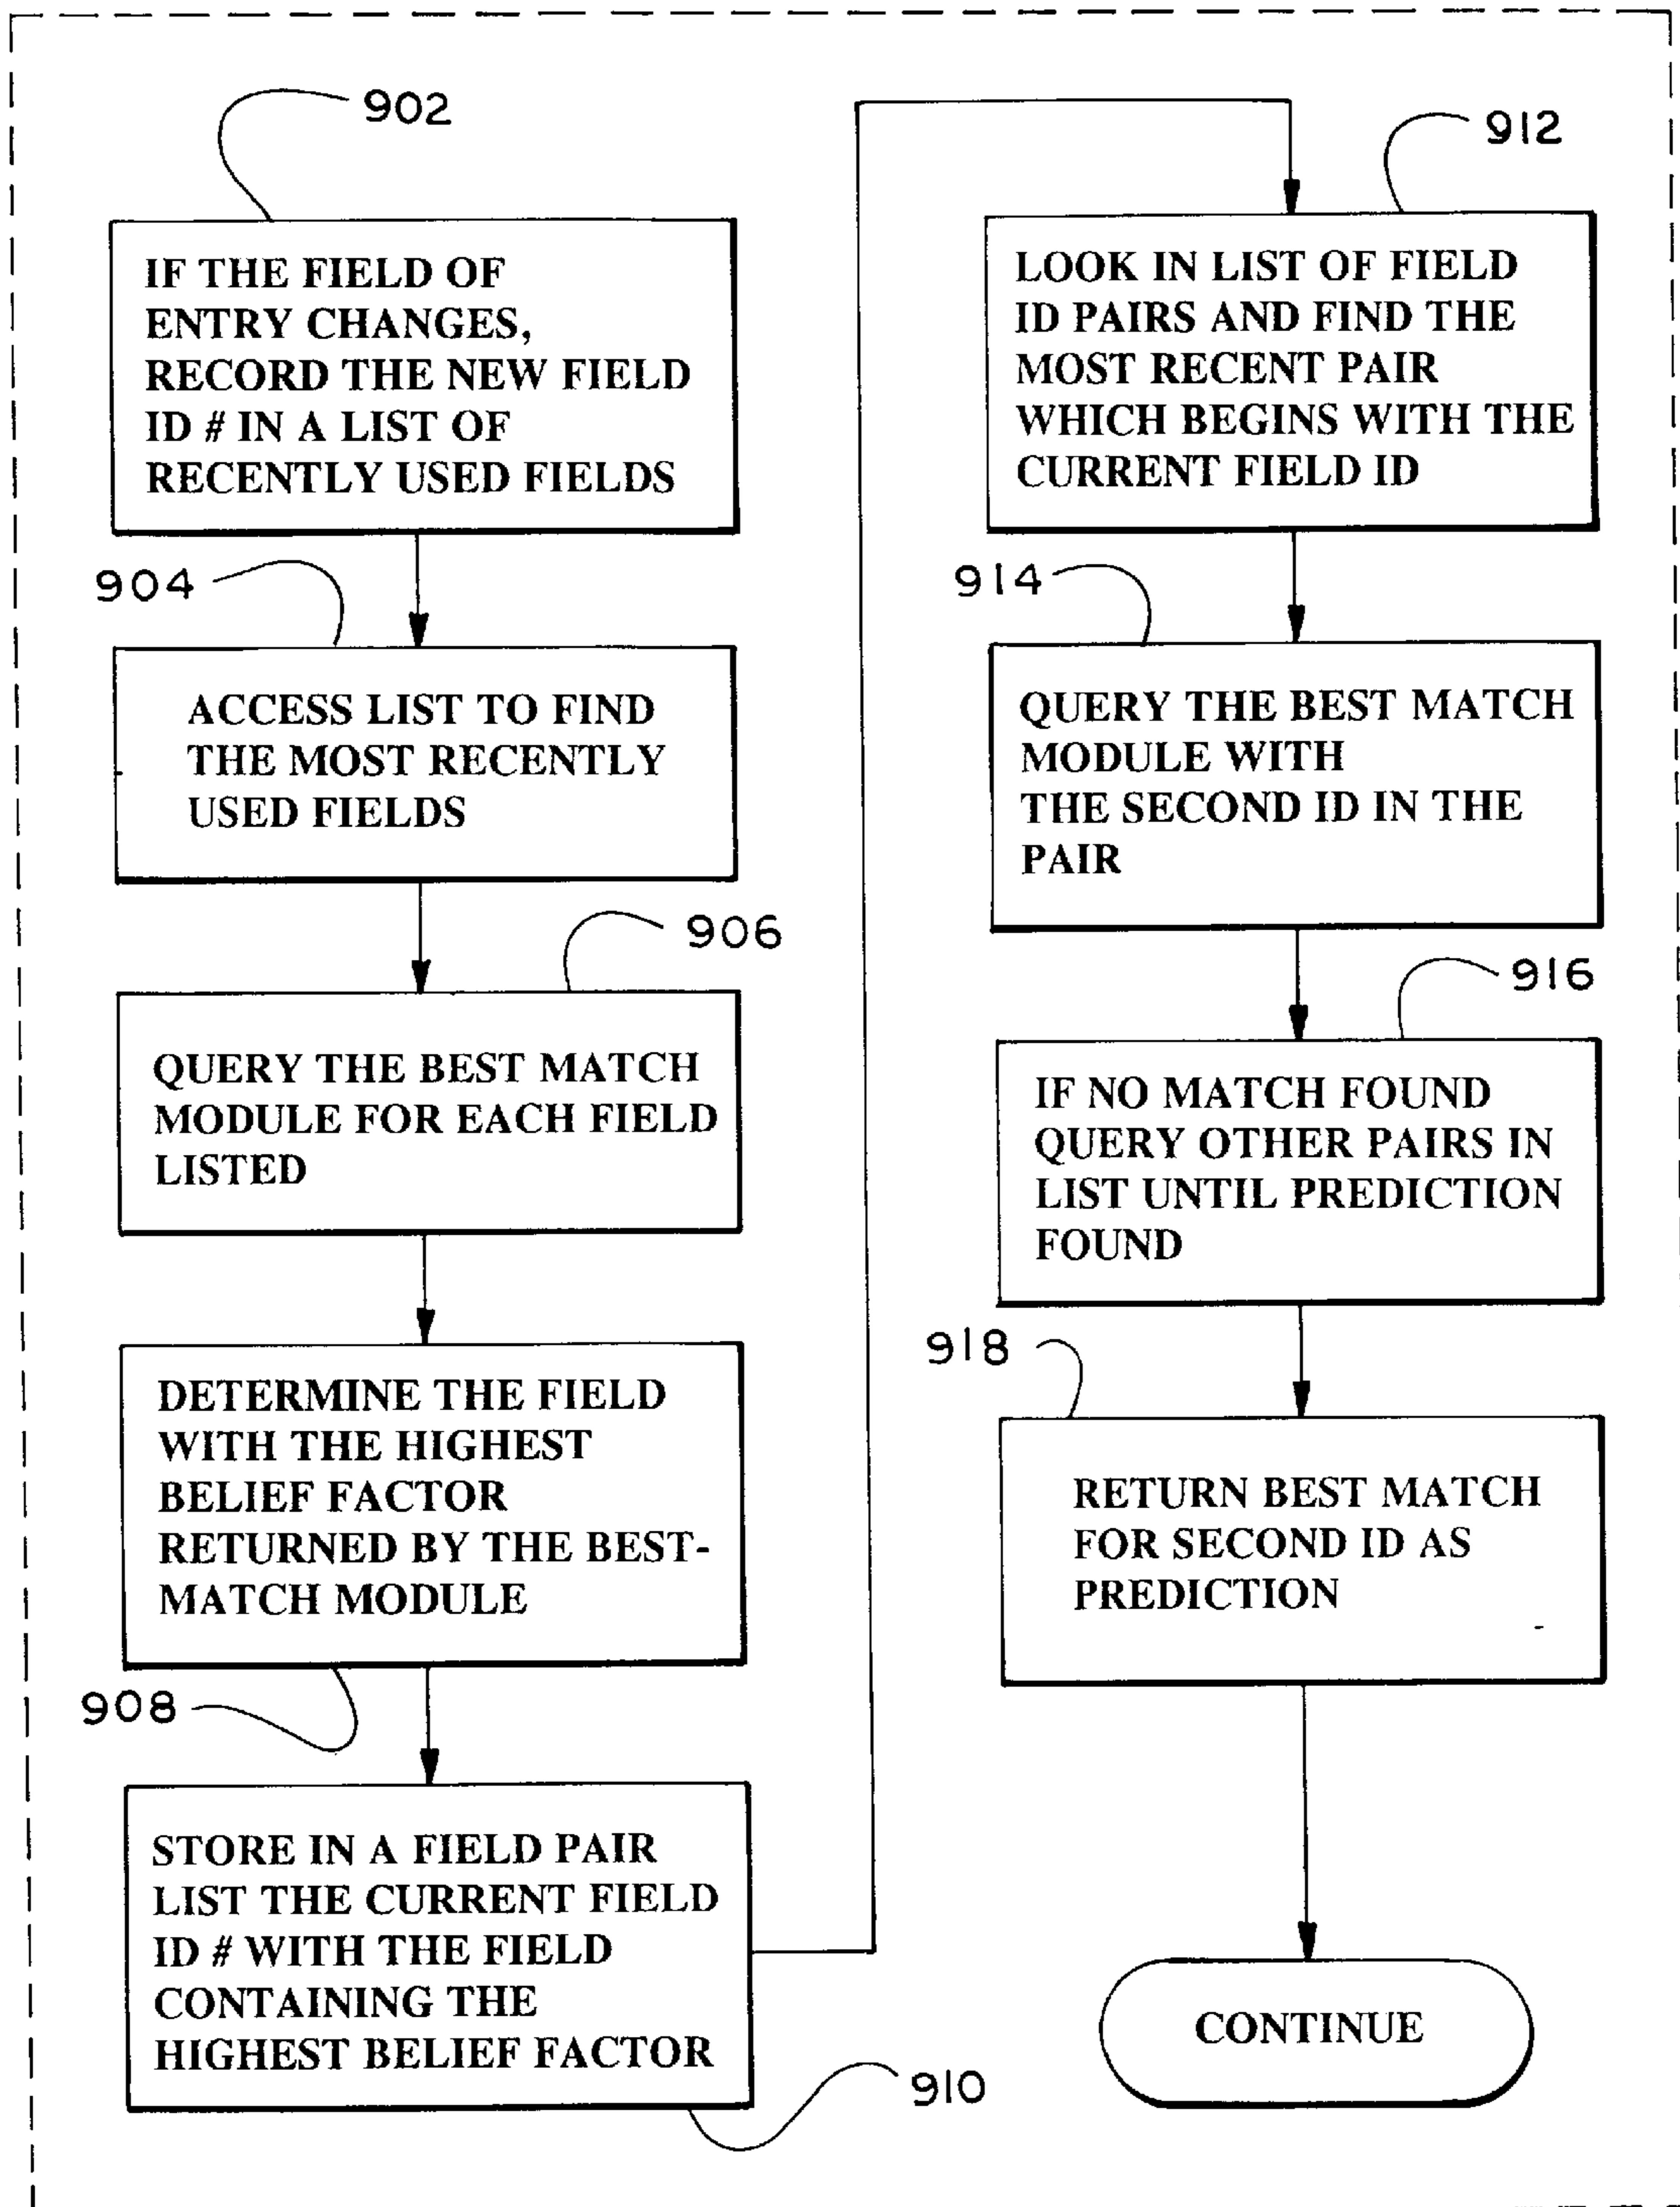 902
IF THE FIELD OF
ENTRY CHANGES,
RECORD THE NEW FIELD
ID # IN A LIST OF
RECENTLY USED FIELDS
904
ACCESS LIST TO FIND
THE MOST RECENTLY
USED FIELDS
906
QUERY THE BEST MATCH
MODULE FOR EACH FIELD
LISTED
DETERMINE THE FIELD
WITH THE HIGHEST
BELIEF FACTOR
RETURNED BY THE BEST-
MATCH MODULE
908
STORE IN A FIELD PAIR
LIST THE CURRENT FIELD
ID # WITH THE FIELD
CONTAINING THE
HIGHEST BELIEF FACTOR
910
912
LOOK IN LIST OF FIELD
ID PAIRS AND FIND THE
MOST RECENT PAIR
WHICH BEGINS WITH THE
CURRENT FIELD ID
914
QUERY THE BEST MATCH
MODULE WITH
THE SECOND ID IN THE
PAIR
916
IF NO MATCH FOUND
QUERY OTHER PAIRS IN
LIST UNTIL PREDICTION
FOUND
918
RETURN BEST MATCH
FOR SECOND ID AS
PREDICTION
CONTINUE